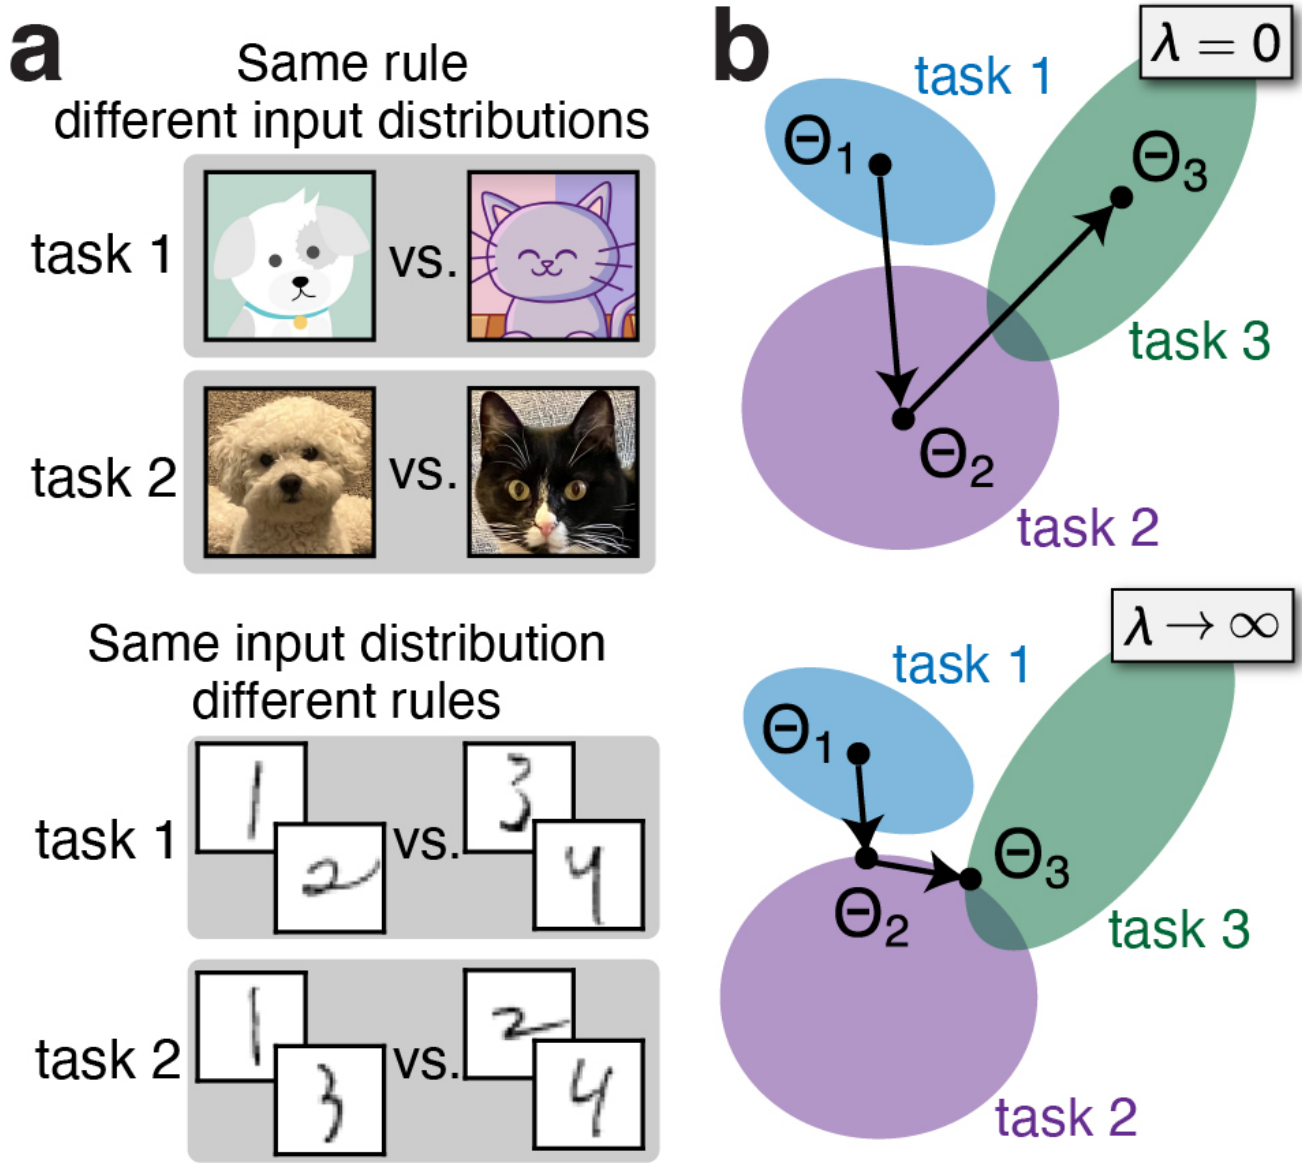 a
Same rule
different input distributions
task 1
vs.
task 2
vs.
Same input distribution
different rules
task 1
1
2
vs.
3
4
task 2
1
3
vs.
2
4
b
λ = 0
task 1
Θ₁
Θ₃
task 3
Θ₂
task 2
λ → ∞
task 1
Θ₁
Θ₃
Θ₂
task 3
task 2